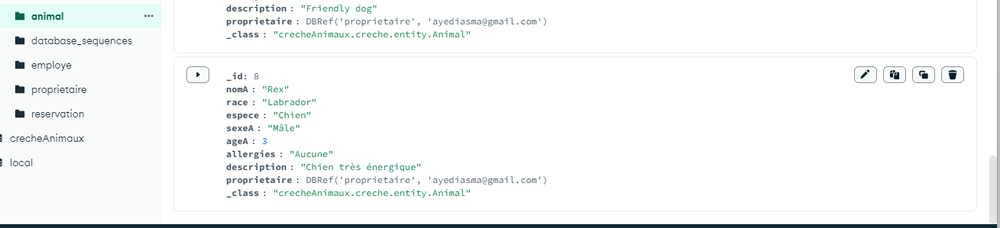 animal
database_sequences
employe
proprietaire
reservation
crecheAnimaux
local
description : "Friendly dog"
proprietaire : DBRef('proprietaire', 'ayediasma@gmail.com')
_class : "crecheAnimaux.creche.entity.Animal"
_id: 8
nomA : "Rex"
race : "Labrador"
espece : "Chien"
sexeA : "Mâle"
ageA : 3
allergies : "Aucune"
description : "Chien très énergique"
proprietaire : DBRef('proprietaire', 'ayediasma@gmail.com')
_class : "crecheAnimaux.creche.entity.Animal"